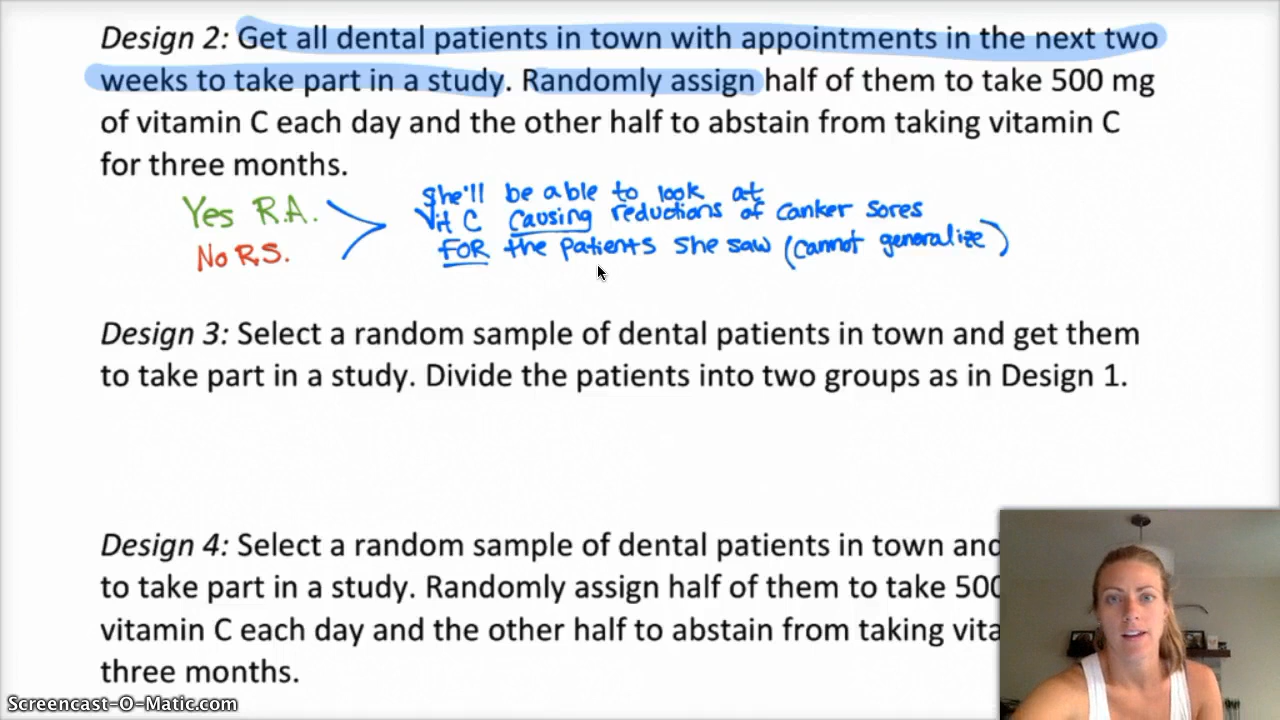 Design 2: Get all dental patients in town with appointments in the next two
weeks to take part in a study. Randomly assign half of them to take 500 mg
of vitamin C each day and the other half to abstain from taking vitamin C
for three months.
Yes R.A.
No R.S.
She'll be able to look at
Vit C causing reductions of canker sores
FOR the patients she saw (cannot generalize)
Design 3: Select a random sample of dental patients in town and get them
to take part in a study. Divide the patients into two groups as in Design 1.
Design 4: Select a random sample of dental patients in town and
to take part in a study. Randomly assign half of them to take 500
vitamin C each day and the other half to abstain from taking vita
three months.
Screencast-O-Matic.com